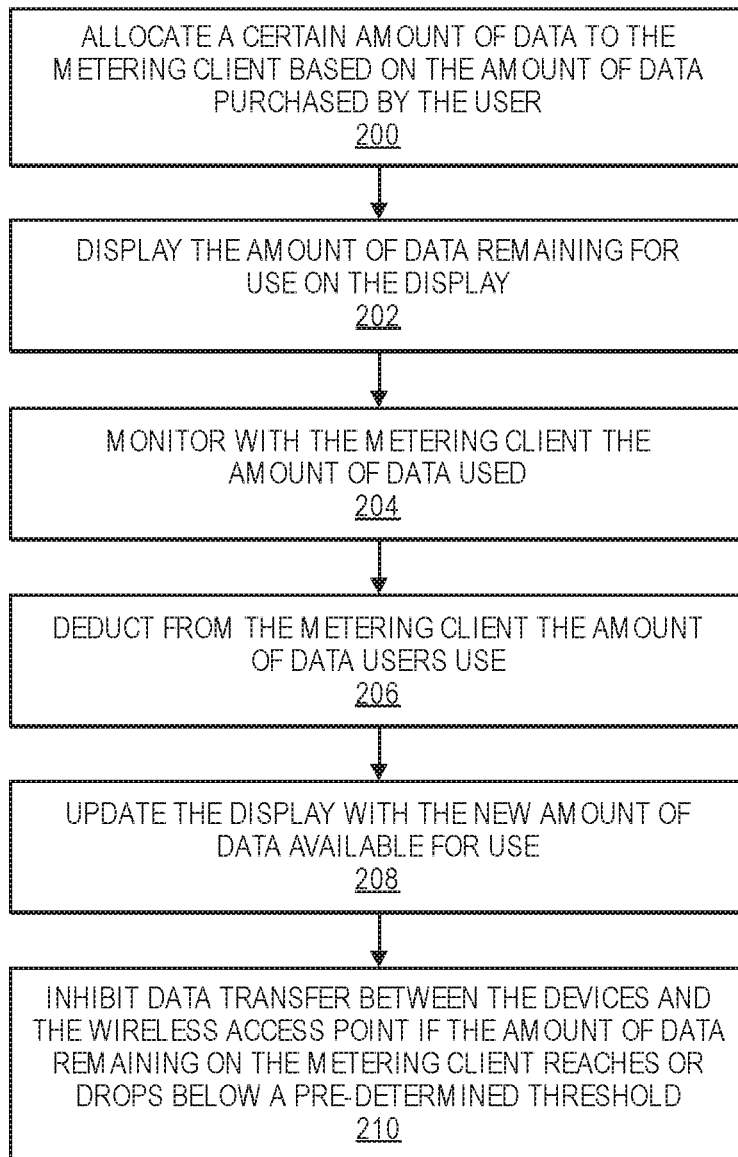 ALLOCATE A CERTAIN AMOUNT OF DATA TO THE
METERING CLIENT BASED ON THE AMOUNT OF DATA
PURCHASED BY THE USER
200
DISPLAY THE AMOUNT OF DATA REMAINING FOR
USE ON THE DISPLAY
202
MONITOR WITH THE METERING CLIENT THE
AMOUNT OF DATA USED
204
DEDUCT FROM THE METERING CLIENT THE AMOUNT
OF DATA USERS USE
206
UPDATE THE DISPLAY WITH THE NEW AMOUNT OF
DATA AVAILABLE FOR USE
208
INHIBIT DATA TRANSFER BETWEEN THE DEVICES AND
THE WIRELESS ACCESS POINT IF THE AMOUNT OF DATA
REMAINING ON THE METERING CLIENT REACHES OR
DROPS BELOW A PRE-DETERMINED THRESHOLD
210